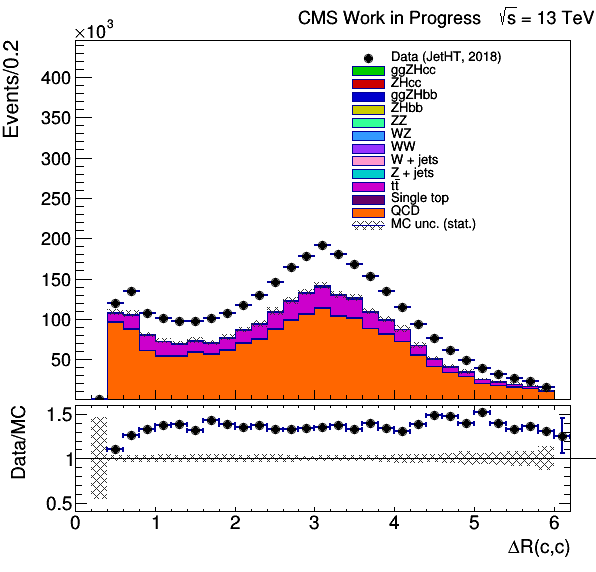 CMS Work in Progress √s = 13 TeV
×10³
Events/0.2
400
350
300
250
200
150
100
50
Data (JetHT, 2018)
ggZHcc
ZHcc
ggZHbb
ZHbb
ZZ
WZ
WW
W + jets
Z + jets
tt̄
Single top
QCD
MC unc. (stat.)
Data/MC
1.5
1
0.5
0 1 2 3 4 5 6
ΔR(c,c)